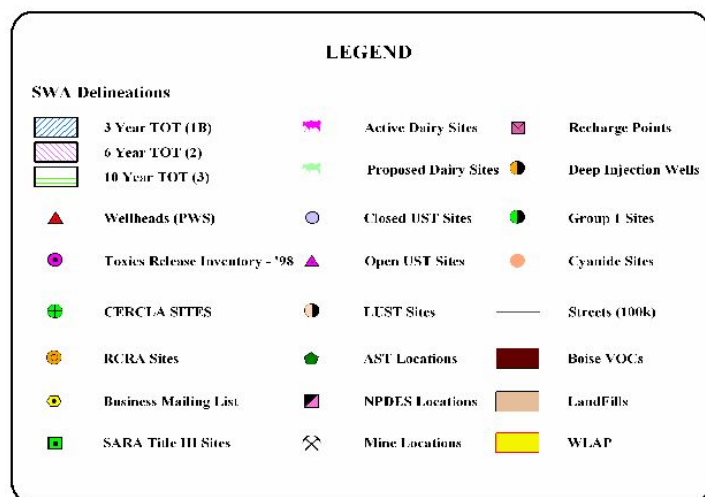 LEGEND
SWA Delineations
3 Year TOT (1B)
6 Year TOT (2)
10 Year TOT (3)
Wellheads (PWS)
Toxics Release Inventory - '98
CERCLA SITES
RCRA Sites
Business Mailing List
SARA Title III Sites
Active Dairy Sites
Proposed Dairy Sites
Closed UST Sites
Open UST Sites
LUST Sites
AST Locations
NPDES Locations
Mine Locations
Recharge Points
Deep Injection Wells
Group 1 Sites
Cyanide Sites
Streets (100k)
Boise VOCs
LandFills
WLAP